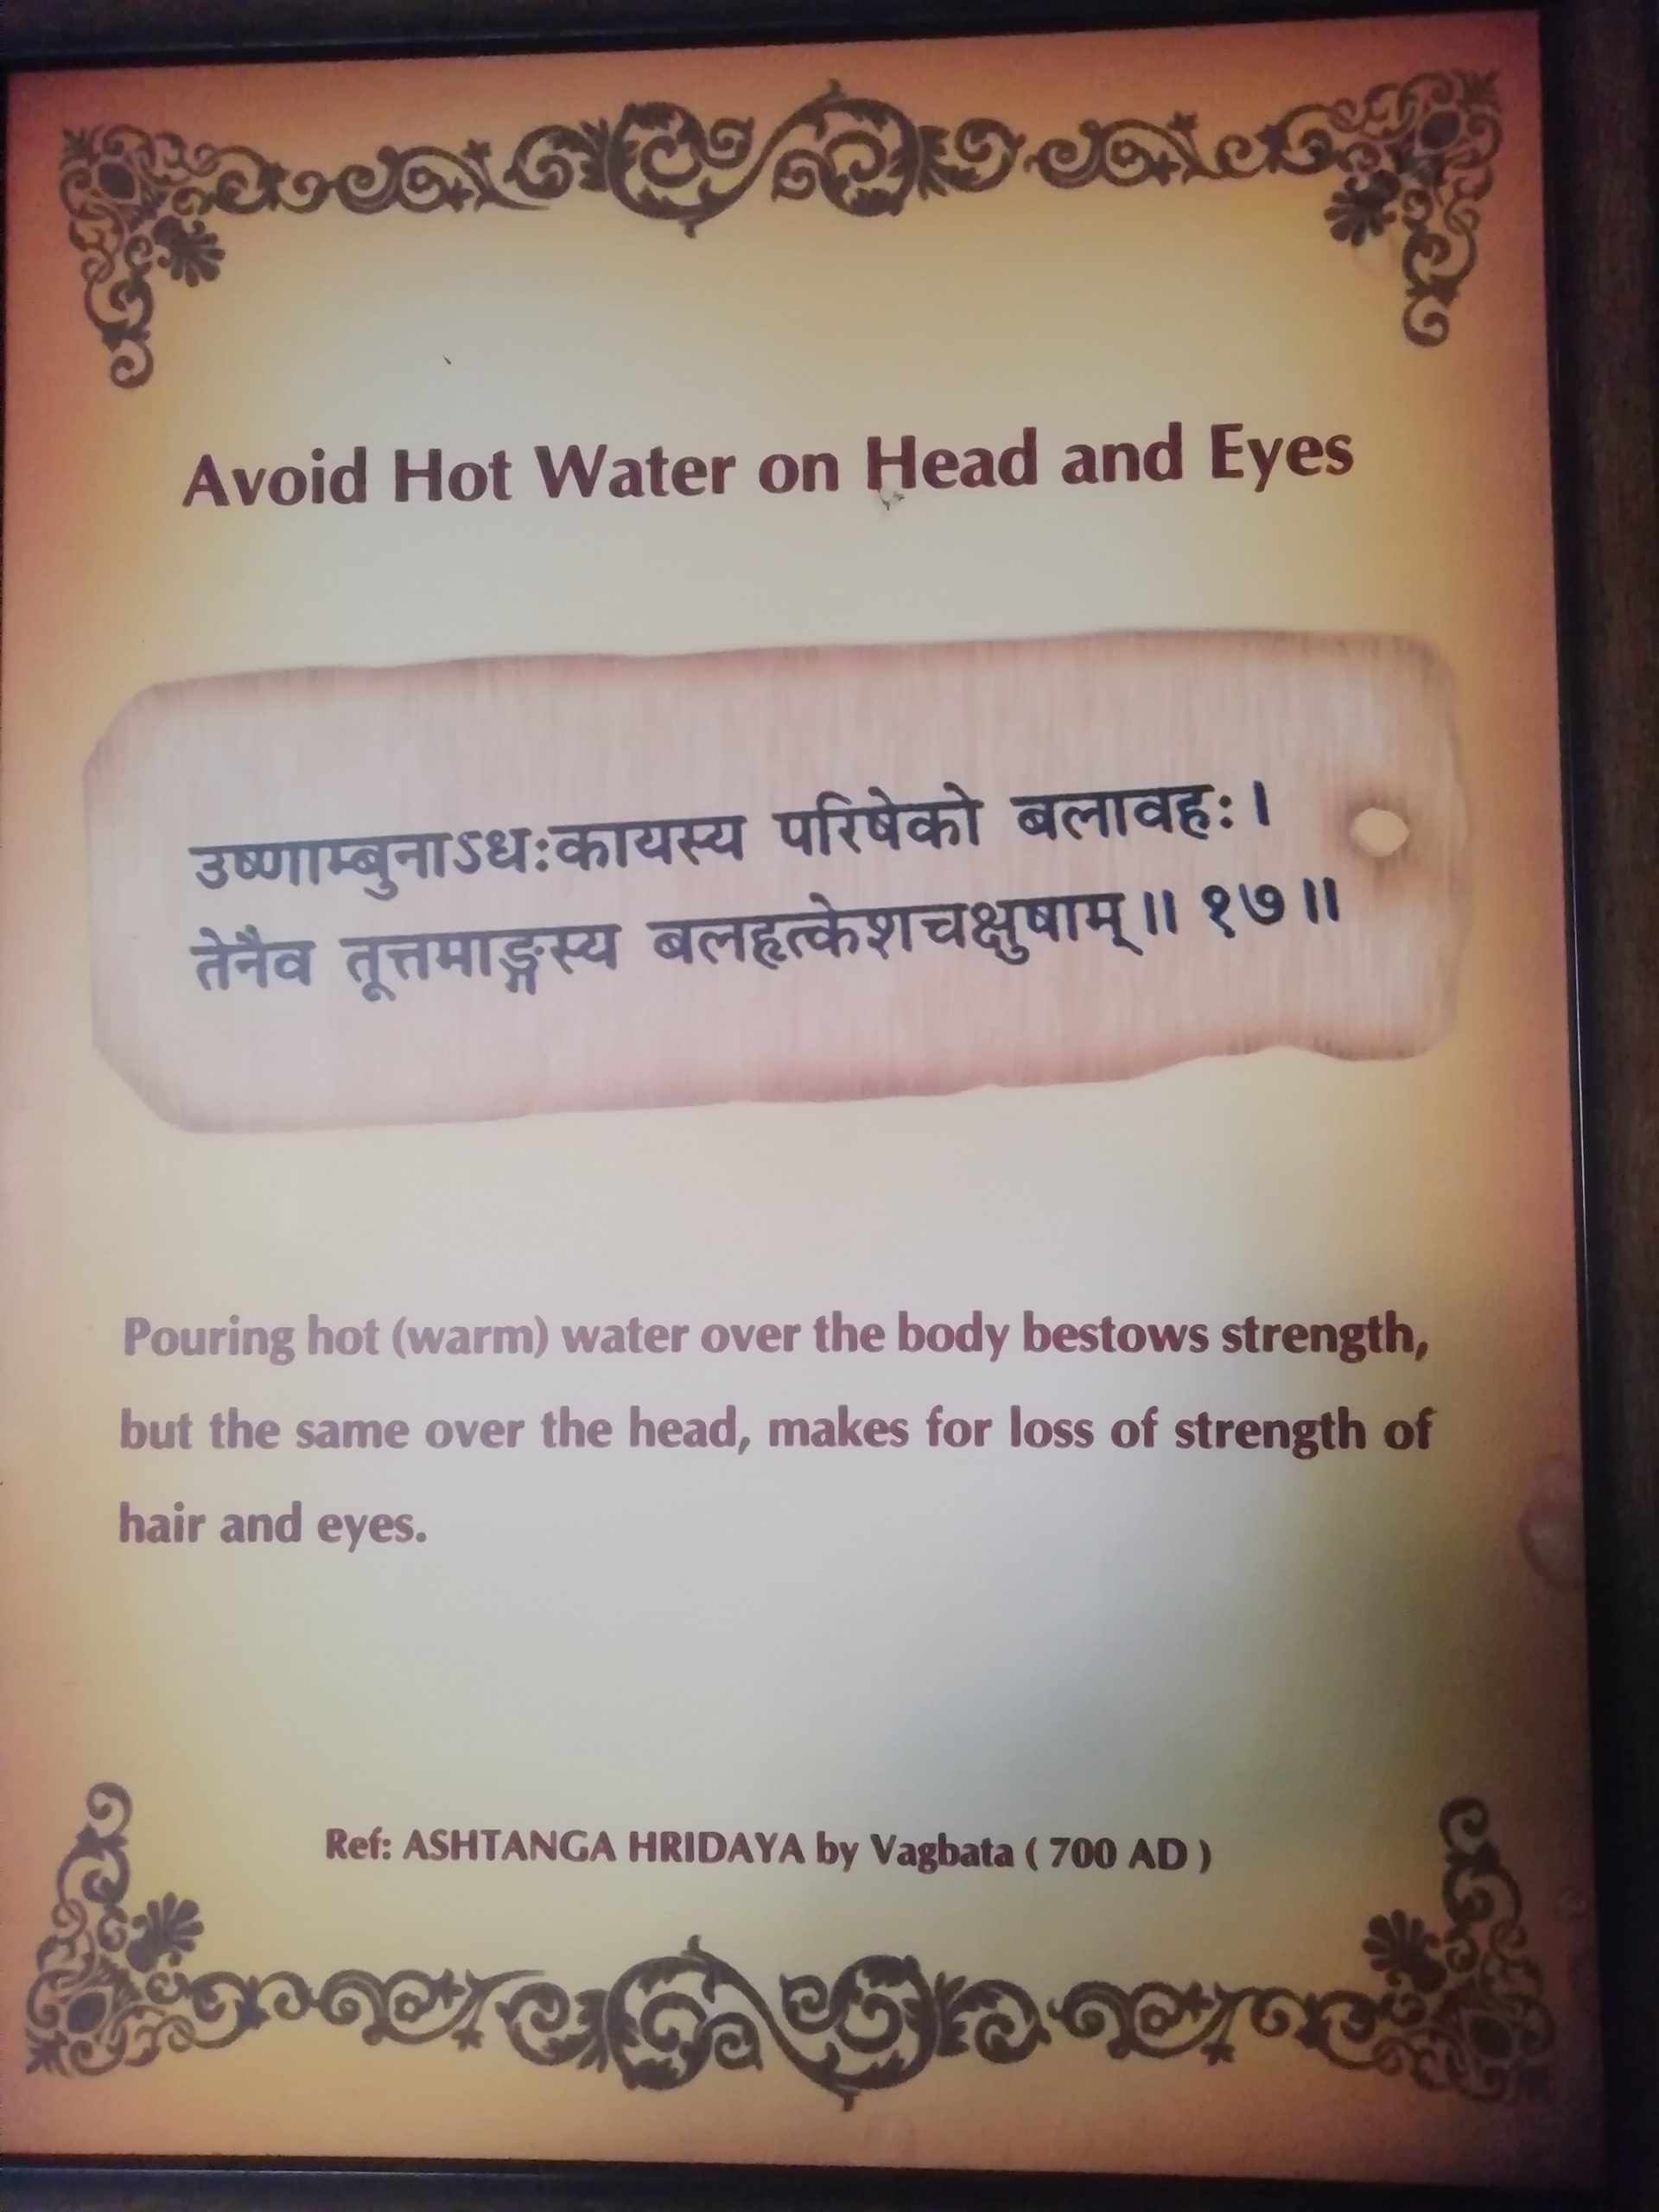 Avoid Hot Water on Head and Eyes
उष्णाम्बुनाऽधःकायस्य परिषेको बलावहः ।
तेनैव तूत्तमाङ्गस्य बलहृत्केशचक्षुषाम् ॥ १७ ॥
Pouring hot (warm) water over the body bestows strength,
but the same over the head, makes for loss of strength of
hair and eyes.
Ref: ASHTANGA HRIDAYA by Vagbata ( 700 AD )